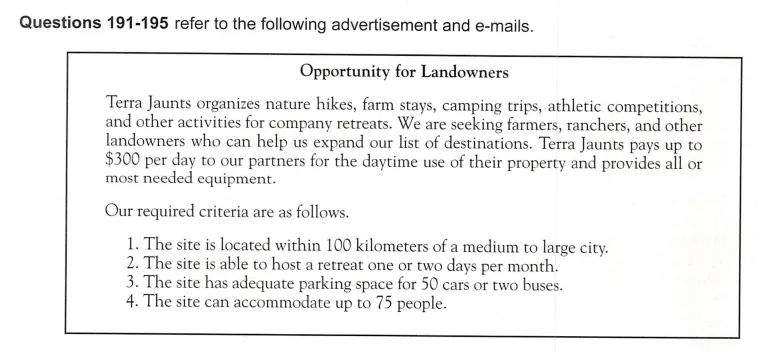 Questions 191-195 refer to the following advertisement and e-mails.
Opportunity for Landowners
Terra Jaunts organizes nature hikes, farm stays, camping trips, athletic competitions,
and other activities for company retreats. We are seeking farmers, ranchers, and other
landowners who can help us expand our list of destinations. Terra Jaunts pays up to
$300 per day to our partners for the daytime use of their property and provides all or
most needed equipment.
Our required criteria are as follows.
1. The site is located within 100 kilometers of a medium to large city.
2. The site is able to host a retreat one or two days per month.
3. The site has adequate parking space for 50 cars or two buses.
4. The site can accommodate up to 75 people.